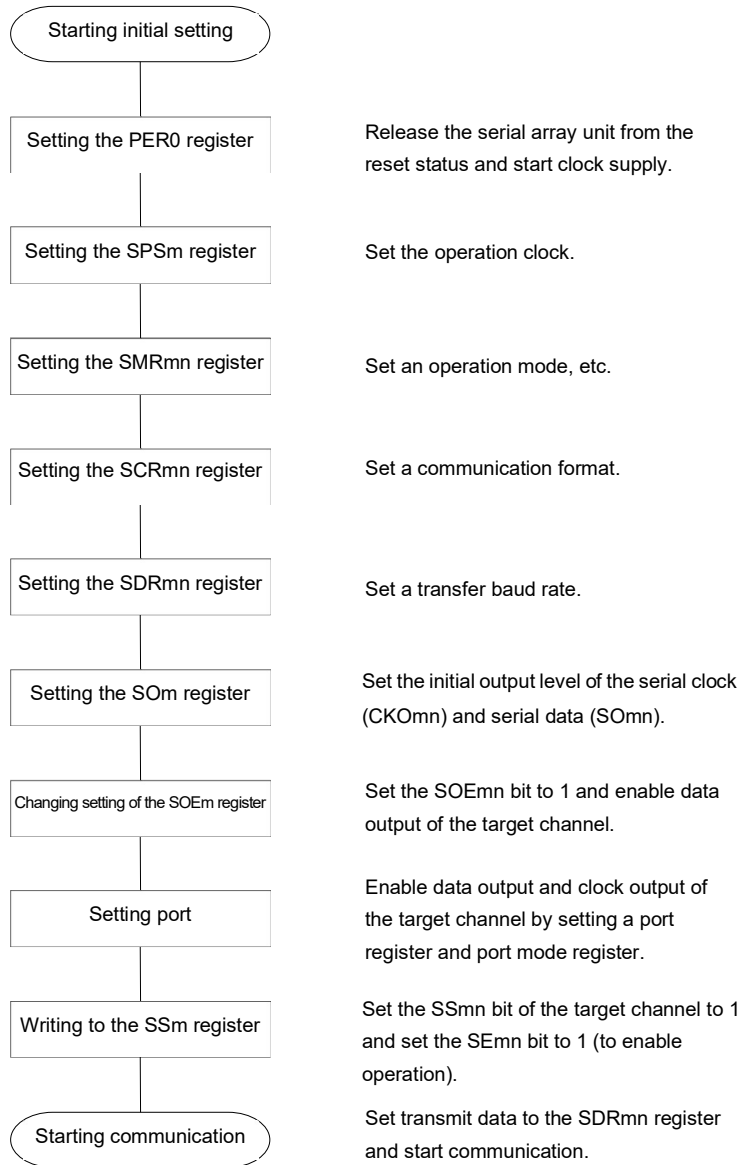 Starting initial setting
Setting the PER0 register
Release the serial array unit from the
reset status and start clock supply.
Setting the SPSm register
Set the operation clock.
Setting the SMRmn register
Set an operation mode, etc.
Setting the SCRmn register
Set a communication format.
Setting the SDRmn register
Set a transfer baud rate.
Setting the SOm register
Set the initial output level of the serial clock
(CKOmn) and serial data (SOmn).
Changing setting of the SOEm register
Set the SOEmn bit to 1 and enable data
output of the target channel.
Setting port
Enable data output and clock output of
the target channel by setting a port
register and port mode register.
Writing to the SSm register
Set the SSmn bit of the target channel to 1
and set the SEmn bit to 1 (to enable
operation).
Starting communication
Set transmit data to the SDRmn register
and start communication.